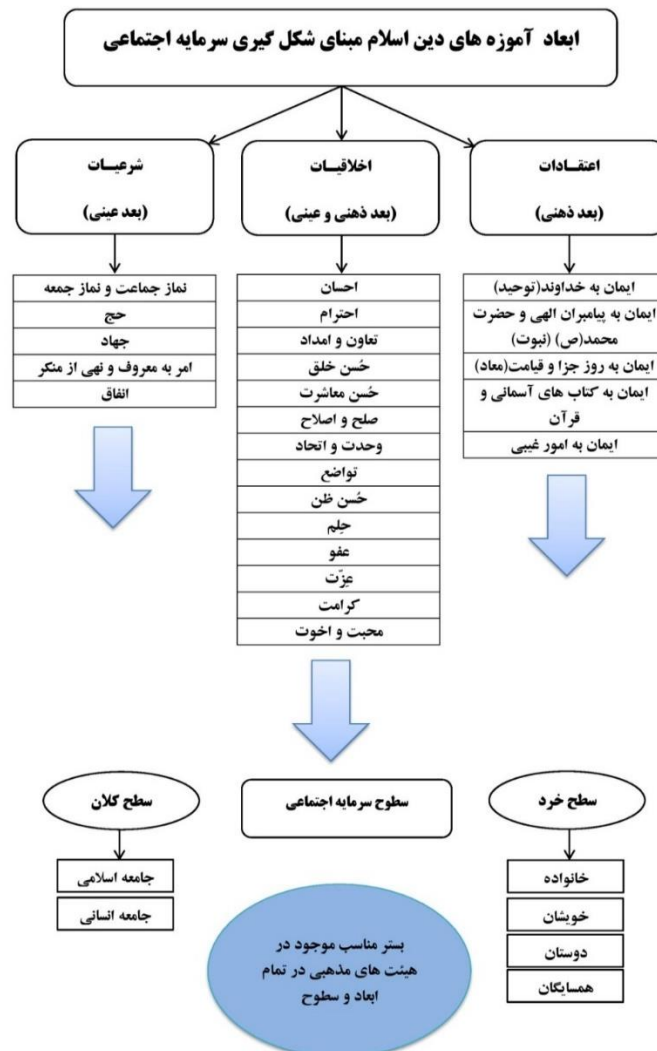 ابعاد آموزه های دین اسلام مبنای شکل گیری سرمایه اجتماعی
اعتقادات
(بعد ذهنی)
ایمان به خداوند(توحید)
ایمان به پیامبران الهی و حضرت
محمد(ص) (نبوت)
ایمان به روز جزا و قیامت(معاد)
ایمان به کتاب های آسمانی و
قرآن
ایمان به امور غیبی
اخلاقیــات
(بعد ذهنی و عینی)
احسان
احترام
تعاون و امداد
حُسن خلق
حُسن معاشرت
صلح و اصلاح
وحدت و اتحاد
تواضع
حُسن ظن
حِلم
عفو
عِزّت
کرامت
محبت و اخوت
شرعیــات
(بعد عینی)
نماز جماعت و نماز جمعه
حج
جهاد
امر به معروف و نهی از منکر
انفاق
سطح خرد
خانواده
خویشان
دوستان
همسایگان
سطوح سرمایه اجتماعی
سطح کلان
جامعه اسلامی
جامعه انسانی
بستر مناسب موجود در
هیئت های مذهبی در تمام
ابعاد و سطوح